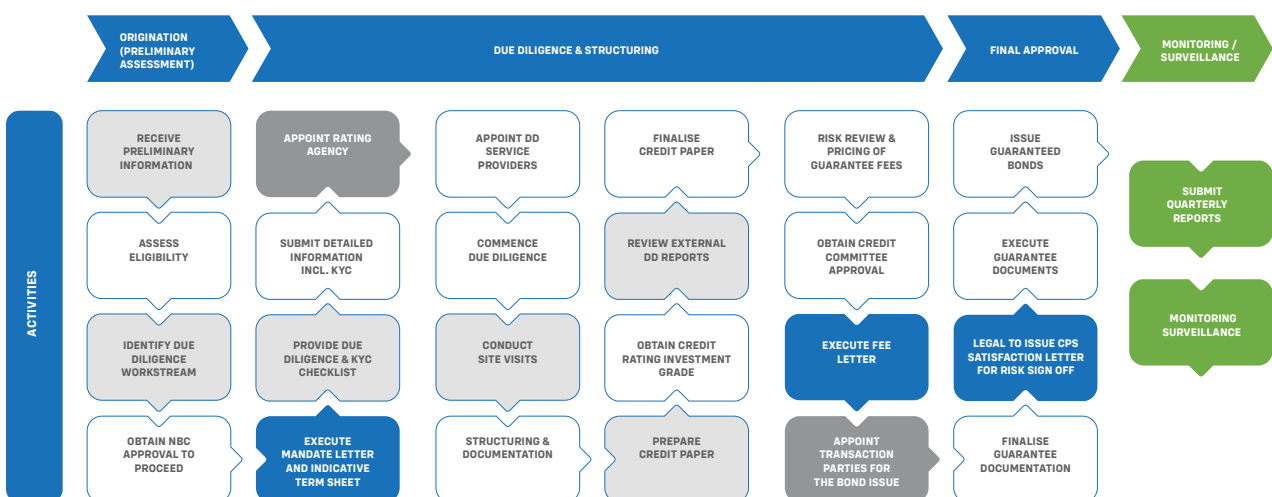 ORIGINATION
(PRELIMINARY
ASSESSMENT)
DUE DILIGENCE & STRUCTURING
FINAL APPROVAL
MONITORING /
SURVEILLANCE
ACTIVITIES
RECEIVE
PRELIMINARY
INFORMATION
ASSESS
ELIGIBILITY
IDENTIFY DUE
DILIGENCE
WORKSTREAM
OBTAIN NBC
APPROVAL TO
PROCEED
APPOINT RATING
AGENCY
SUBMIT DETAILED
INFORMATION
INCL. KYC
PROVIDE DUE
DILIGENCE & KYC
CHECKLIST
EXECUTE
MANDATE LETTER
AND INDICATIVE
TERM SHEET
APPOINT DD
SERVICE
PROVIDERS
COMMENCE
DUE DILIGENCE
CONDUCT
SITE VISITS
STRUCTURING &
DOCUMENTATION
FINALISE
CREDIT PAPER
REVIEW EXTERNAL
DD REPORTS
OBTAIN CREDIT
RATING INVESTMENT
GRADE
PREPARE
CREDIT PAPER
RISK REVIEW &
PRICING OF
GUARANTEE FEES
OBTAIN CREDIT
COMMITTEE
APPROVAL
EXECUTE FEE
LETTER
APPOINT
TRANSACTION
PARTIES FOR
THE BOND ISSUE
ISSUE
GUARANTEED
BONDS
EXECUTE
GUARANTEE
DOCUMENTS
LEGAL TO ISSUE CPS
SATISFACTION LETTER
FOR RISK SIGN OFF
FINALISE
GUARANTEE
DOCUMENTATION
SUBMIT
QUARTERLY
REPORTS
MONITORING
SURVEILLANCE